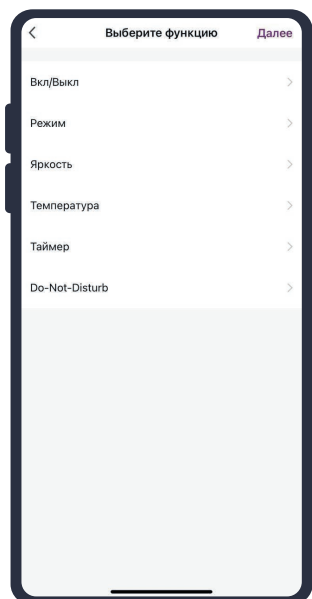 Выберите функцию
Далее
Вкл/Выкл
Режим
Яркость
Температура
Таймер
Do-Not-Disturb